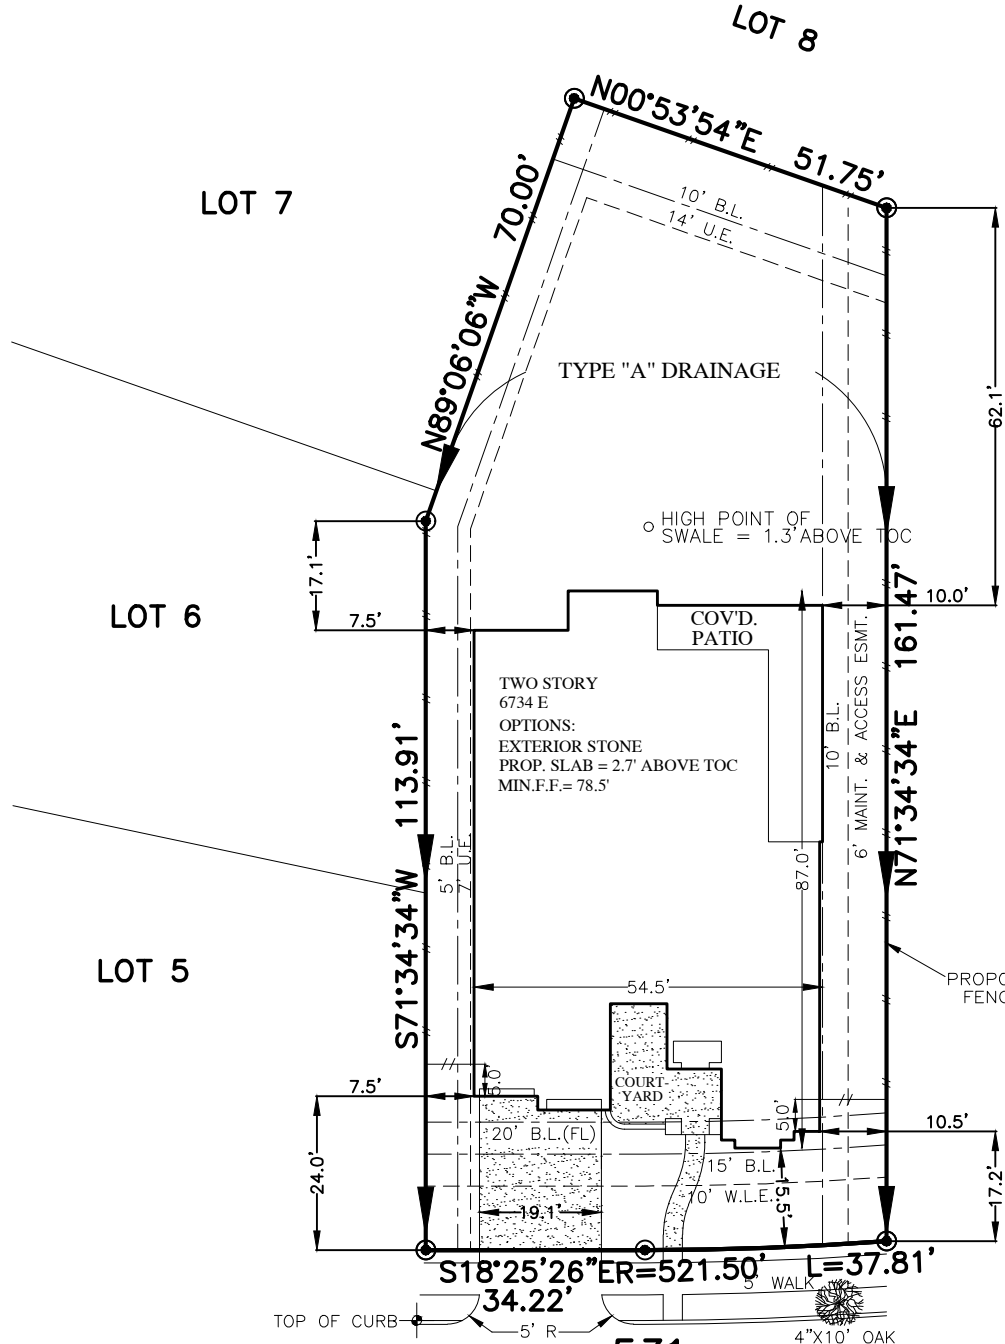 LOT 8
N00°53'54"E 51.75'
LOT 7
N89°06'06"W 70.00'
10' B.L.
14' U.E.
TYPE "A" DRAINAGE
62.1'
HIGH POINT OF
SWALE = 1.3' ABOVE TOC
17.1'
7.5'
10.0'
LOT 6
COV'D.
PATIO
TWO STORY
6734 E
OPTIONS:
EXTERIOR STONE
PROP. SLAB = 2.7' ABOVE TOC
MIN.F.F.= 78.5'
10' B.L.
6' MAINT. & ACCESS ESMT.
N71°34'34"E 161.47'
S71°34'34"W 113.91'
5' B.L.
7' U.E.
87.0'
LOT 5
54.5'
PROPO
FENC
7.5'
5.0
COURT-
YARD
5.0'
10.5'
20' B.L.(FL)
15' B.L.
10' W.L.E.
24.0'
19.1'
15.5'
17.2'
S18°25'26"E
34.22'
R=521.50'
L=37.81'
5' WALK
TOP OF CURB
5' R
4"X10' OAK